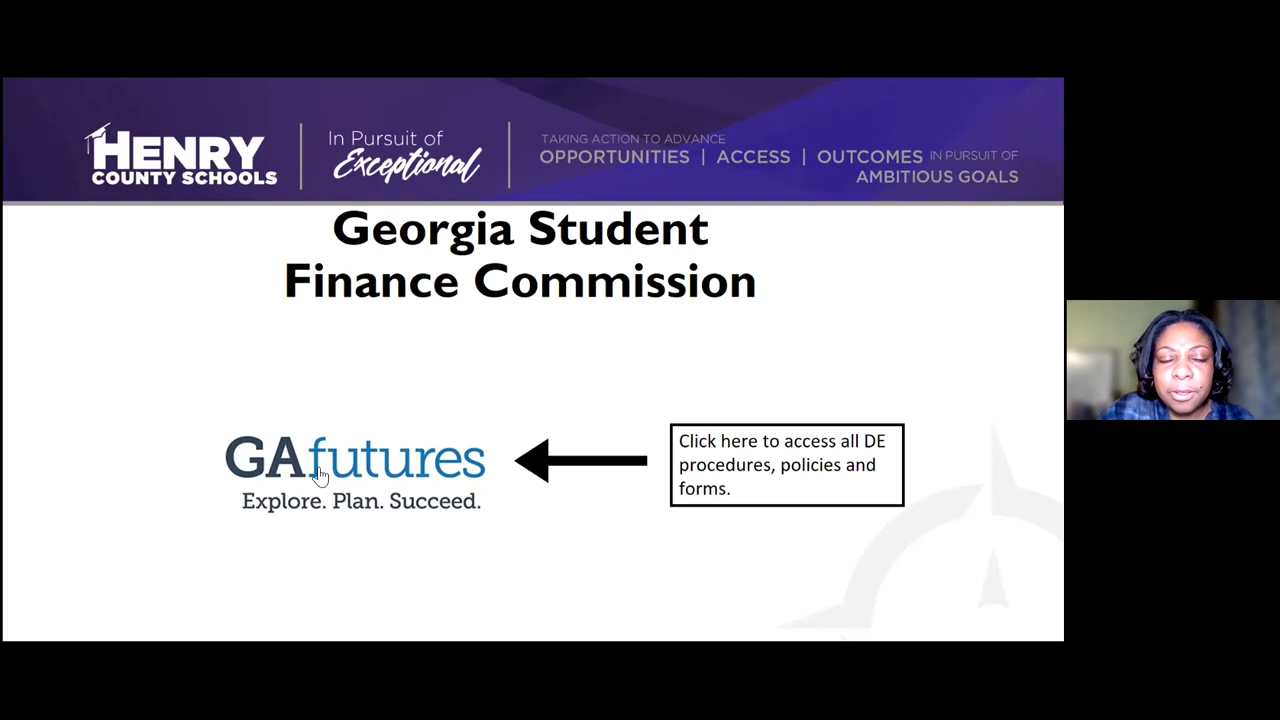 HENRY
COUNTY SCHOOLS
In Pursuit of
Exceptional
TAKING ACTION TO ADVANCE
OPPORTUNITIES | ACCESS | OUTCOMES IN PURSUIT OF
AMBITIOUS GOALS
Georgia Student
Finance Commission
GAfutures
Explore. Plan. Succeed.
Click here to access all DE
procedures, policies and
forms.